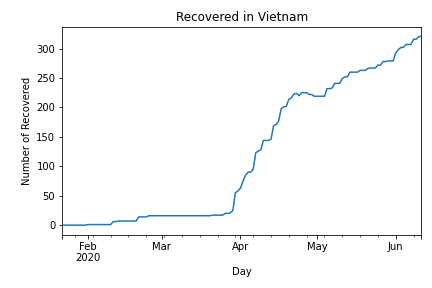 Recovered in Vietnam
Number of Recovered
300
250
200
150
100
50
0
Feb
2020
Mar
Apr
May
Jun
Day